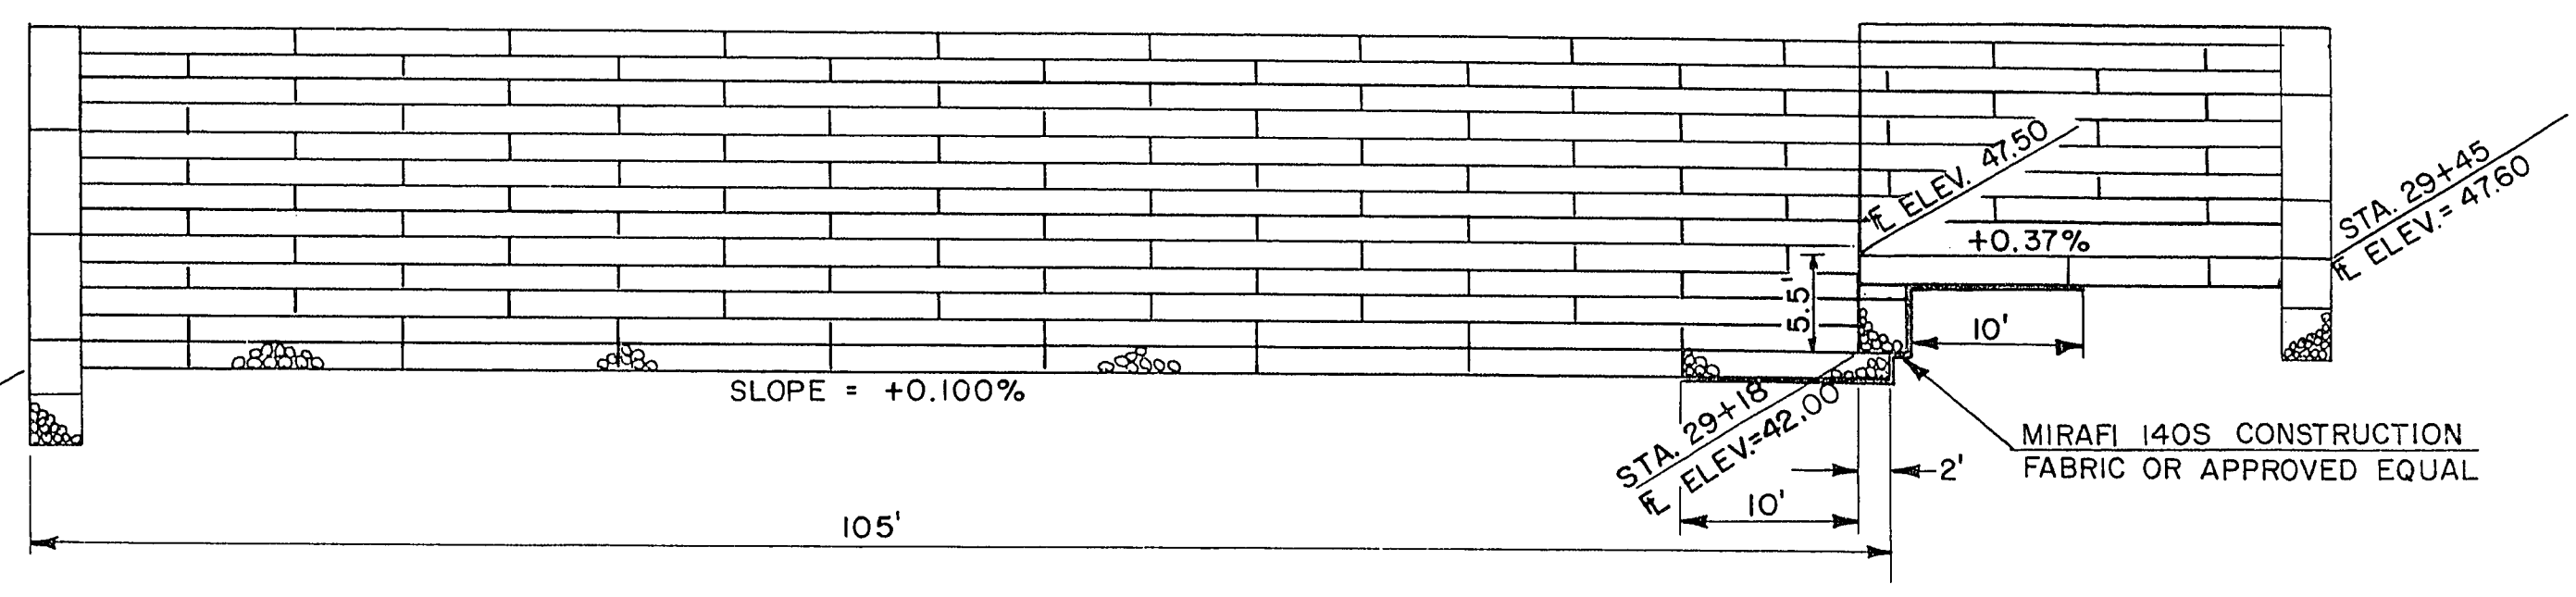 ℄ ELEV. 47.50
STA. 29+45
℄ ELEV. = 47.60
+0.37%
5.5'
10'
SLOPE = +0.100%
STA. 29+18
℄ ELEV.=42.00
MIRAFI 140S CONSTRUCTION
FABRIC OR APPROVED EQUAL
2'
10'
105'